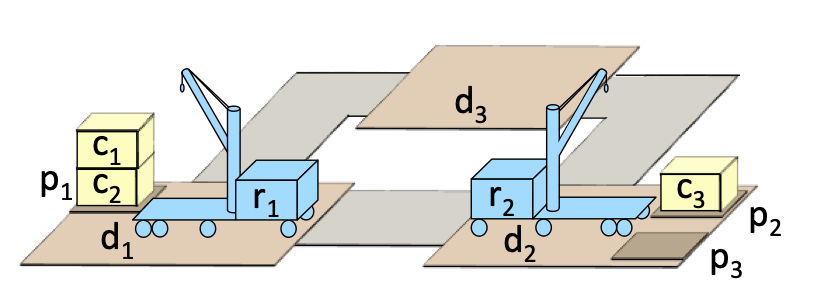 d₃
c₁
p₁
c₂
r₁
r₂
c₃
d₁
d₂
p₂
p₃